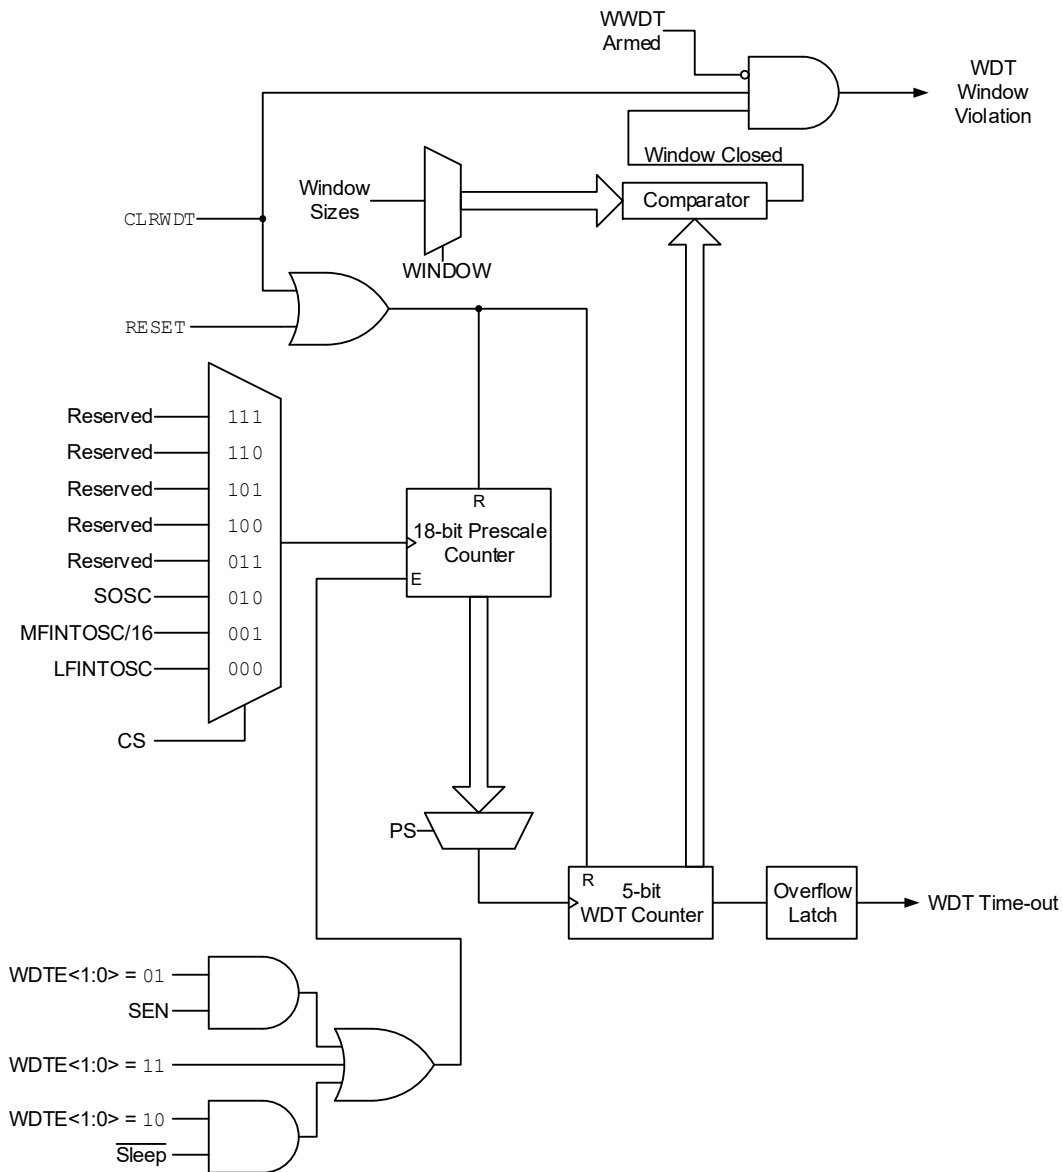 WWDT
Armed
WDT
Window
Violation
Window Closed
Window
Sizes
Comparator
CLRWDT
WINDOW
RESET
Reserved 111
Reserved 110
Reserved 101
Reserved 100
Reserved 011
SOSC 010
MFINTOSC/16 001
LFINTOSC 000
CS
R
18-bit Prescale
Counter
E
PS
R
5-bit
WDT Counter
Overflow
Latch
WDT Time-out
WDTE<1:0> = 01
SEN
WDTE<1:0> = 11
WDTE<1:0> = 10
Sleep